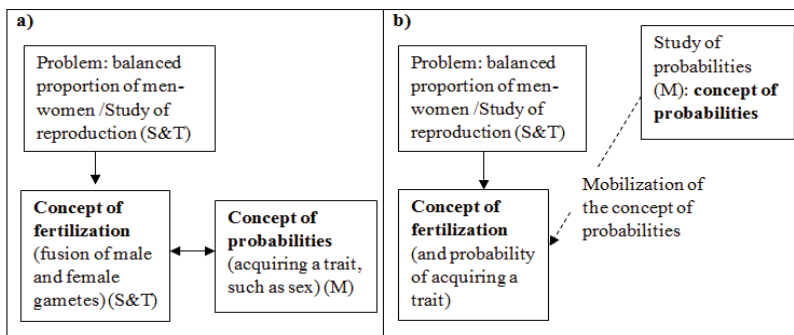 a)
Problem: balanced
proportion of men-
women /Study of
reproduction (S&T)
Concept of
fertilization
(fusion of male
and female
gametes) (S&T)
Concept of
probabilities
(acquiring a trait,
such as sex) (M)
b)
Problem: balanced
proportion of men-
women /Study of
reproduction (S&T)
Study of
probabilities
(M): concept of
probabilities
Concept of
fertilization
(and probability
of acquiring a
trait)
Mobilization of
the concept of
probabilities